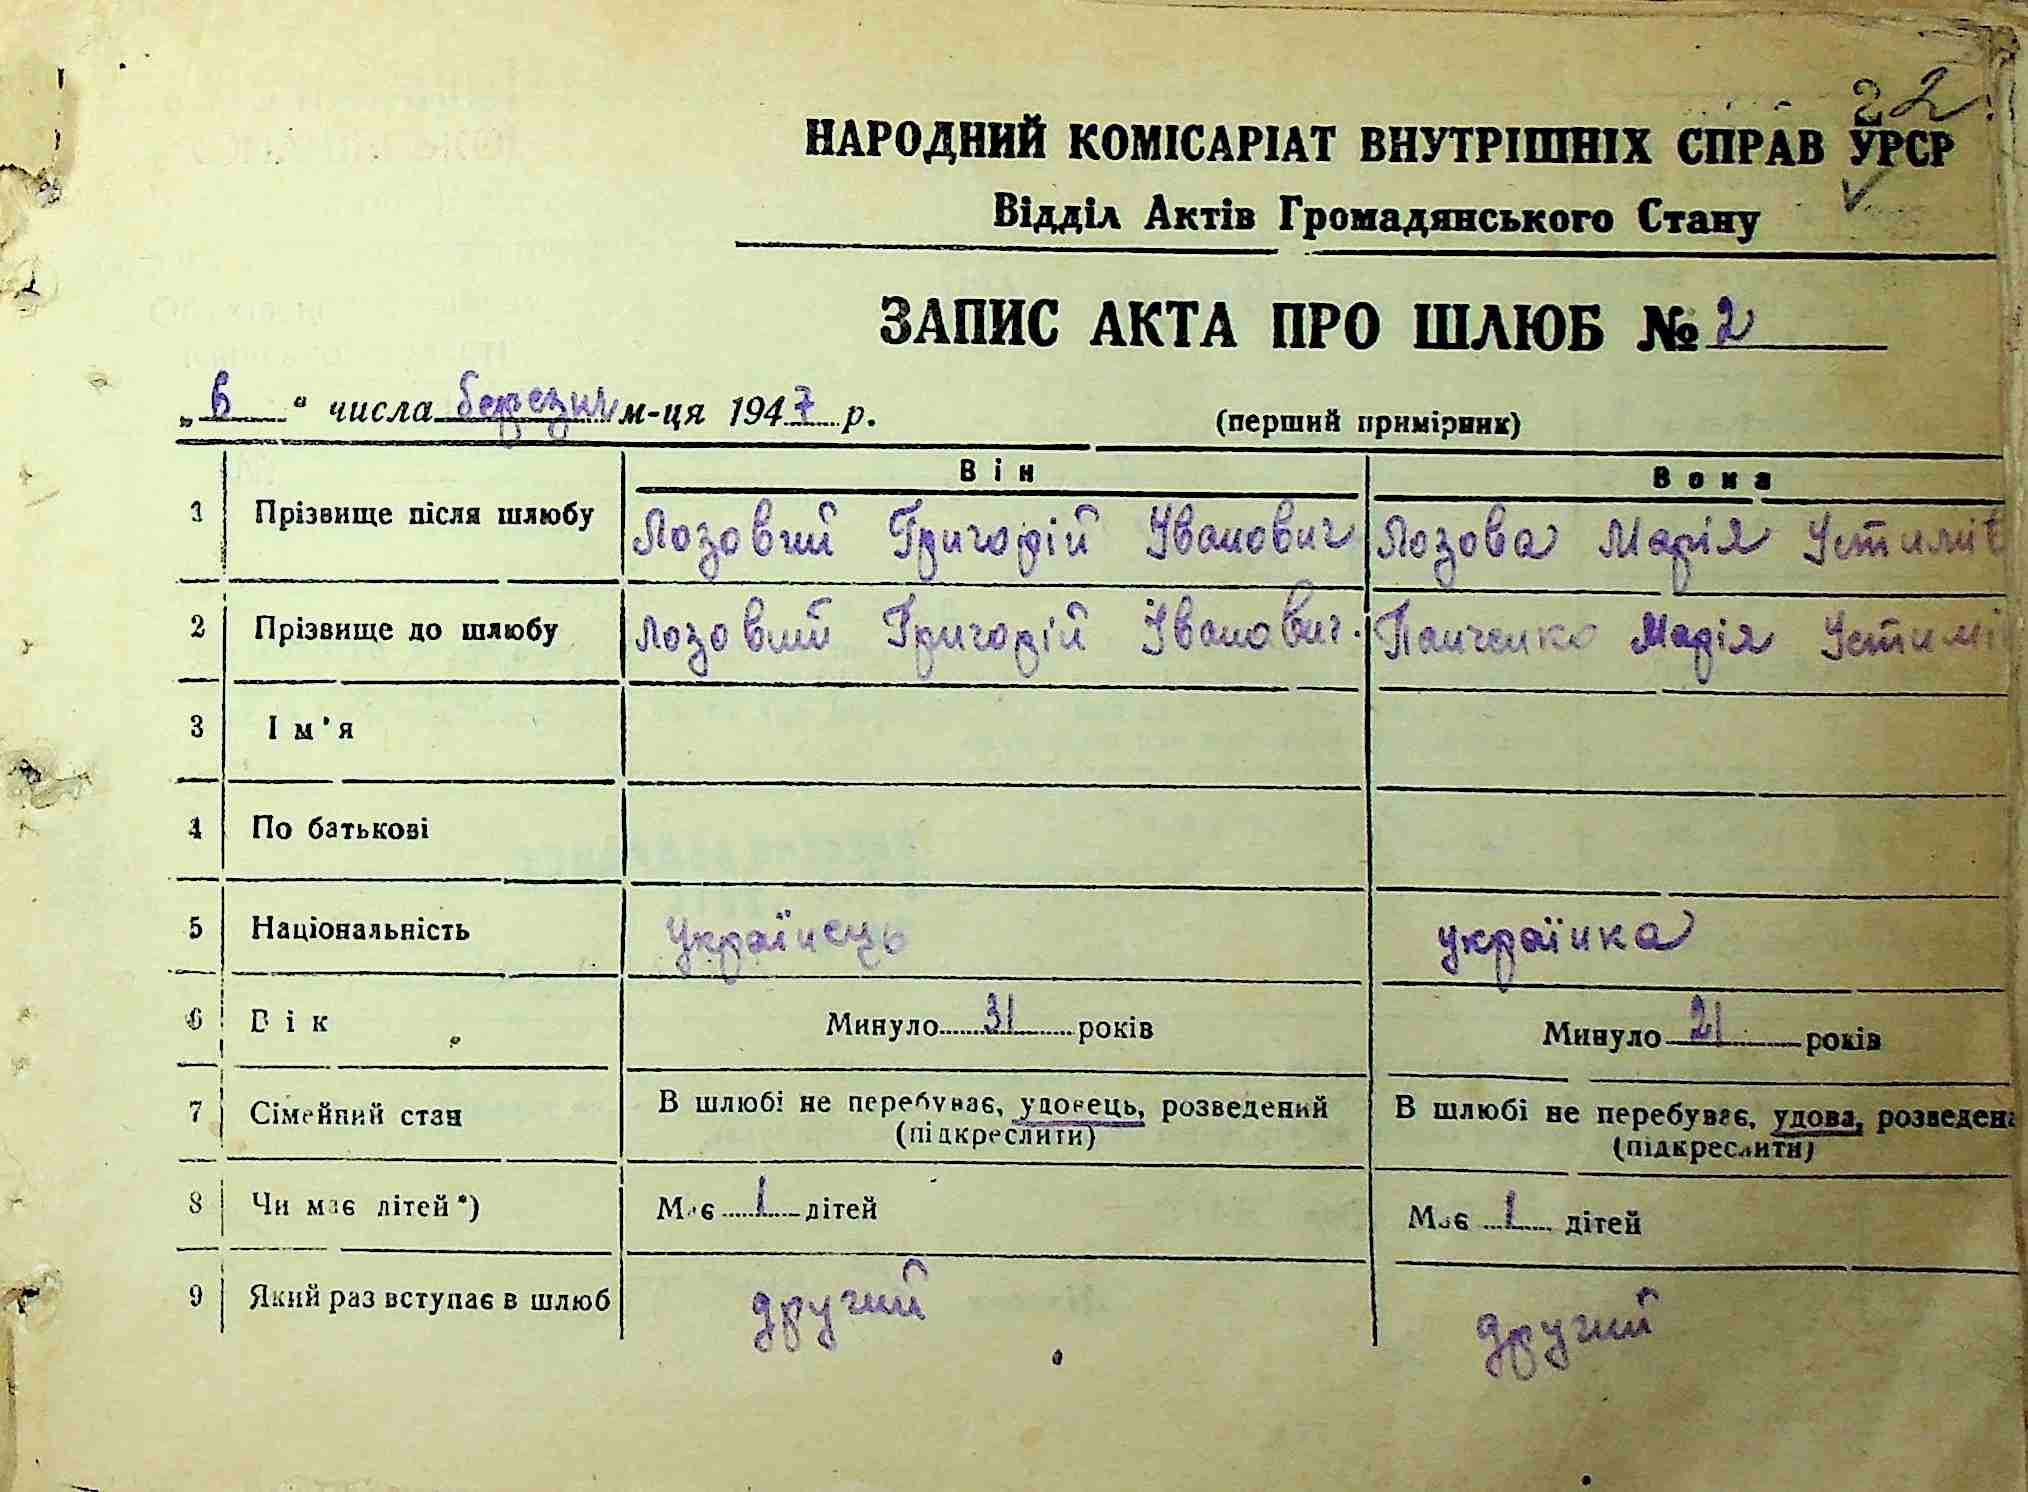 2 2.
НАРОДНИЙ КОМІСАРІАТ ВНУТРІШНІХ СПРАВ УРСР
Відділ Актів Громадянського Стану
ЗАПИС АКТА ПРО ШЛЮБ № 2
„6“ числа березня м-ця 1947 р. (перший примірник)
Він Вона
1 Прізвище після шлюбу Лозовий Григорій Іванович Лозова Марія
2 Прізвище до шлюбу Лозовий Григорій Іванович. Панченко Марія
3 Ім'я
4 По батькові
5 Національність українець українка
6 Вік Минуло 31 років Минуло 21 років
7 Сімейний стан В шлюбі не перебуває, удовець, розведений В шлюбі не перебуває, удова, розведена
(підкреслити) (підкреслити)
8 Чи має дітей*) Має 1 дітей Має 1 дітей
9 Який раз вступає в шлюб другий другий